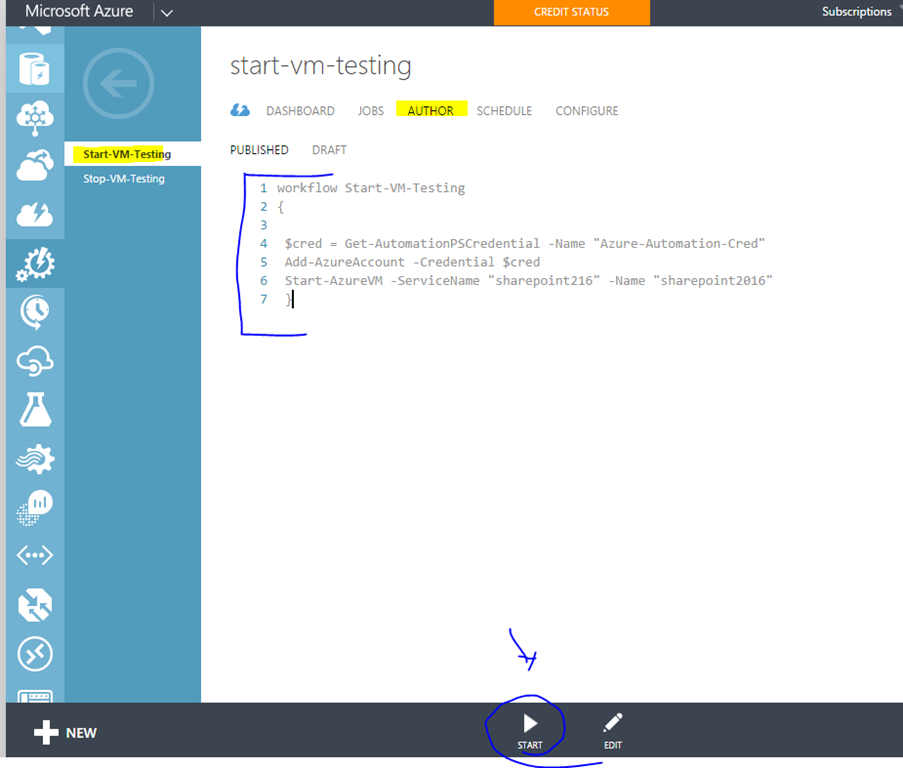 Microsoft Azure
CREDIT STATUS
Subscriptions
start-vm-testing
DASHBOARD JOBS AUTHOR SCHEDULE CONFIGURE
Start-VM-Testing
Stop-VM-Testing
PUBLISHED DRAFT
1 workflow Start-VM-Testing
2 {
3
4 $cred = Get-AutomationPSCredential -Name "Azure-Automation-Cred"
5 Add-AzureAccount -Credential $cred
6 Start-AzureVM -ServiceName "sharepoint216" -Name "sharepoint2016"
7 }
NEW
START
EDIT